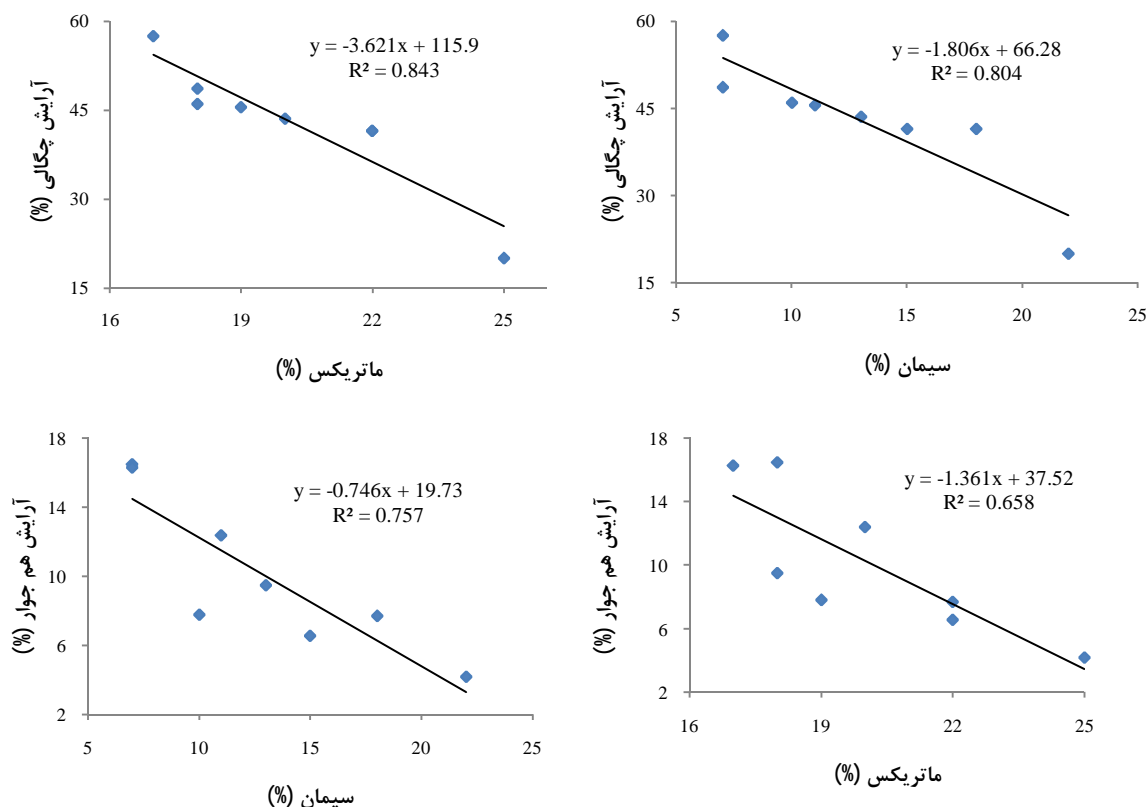 60
45
30
15
16
19
22
25
y = -3.621x + 115.9
R² = 0.843
آرایش چگالی (%)
ماتریکس (%)
60
45
30
15
5
10
15
20
25
y = -1.806x + 66.28
R² = 0.804
آرایش چگالی (%)
سیمان (%)
18
14
10
6
2
5
10
15
20
25
y = -0.746x + 19.73
R² = 0.757
آرایش هم جوار (%)
سیمان (%)
18
14
10
6
2
16
19
22
25
y = -1.361x + 37.52
R² = 0.658
آرایش هم جوار (%)
ماتریکس (%)